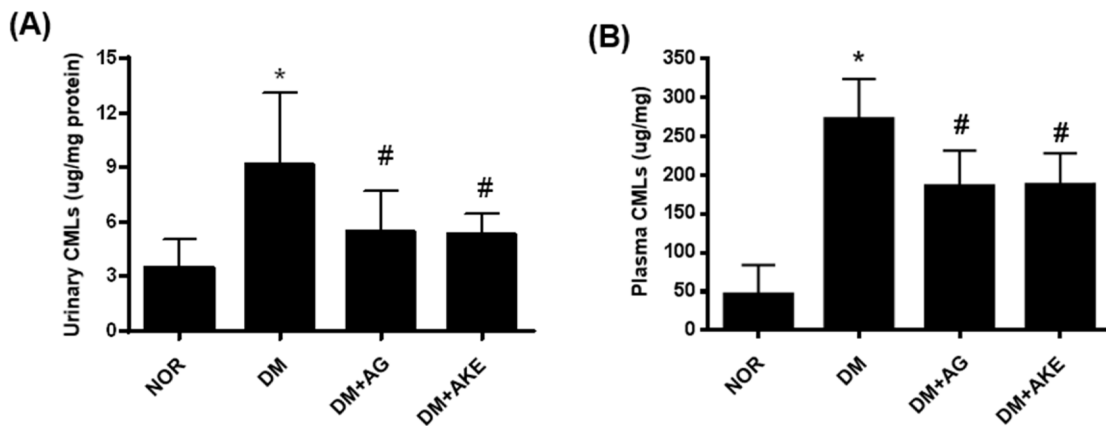 (A)
Urinary CMLs (ug/mg protein)
15
12
9
6
3
0
*
#
#
NOR
DM
DM+AG
DM+AKE
(B)
Plasma CMLs (ug/mg)
350
300
250
200
150
100
50
0
*
#
#
NOR
DM
DM+AG
DM+AKE